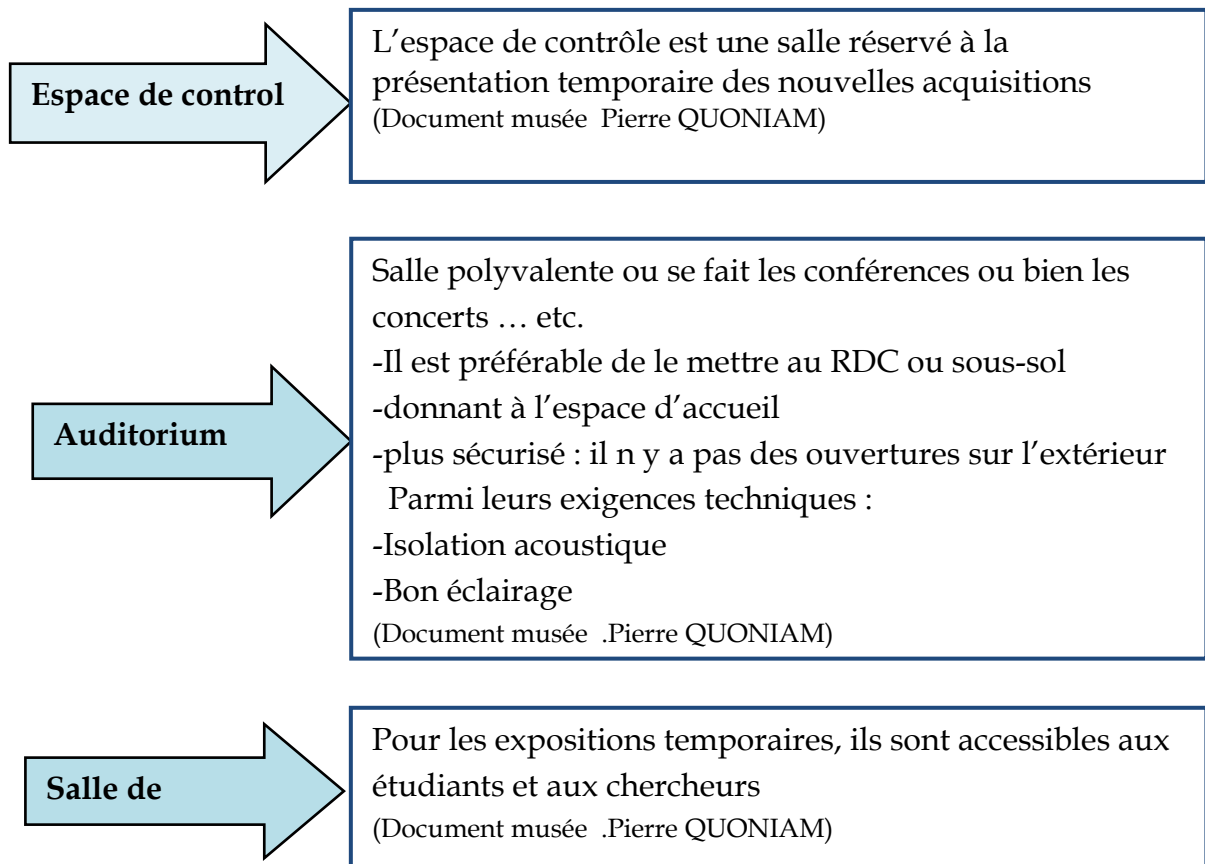 Espace de control
L’espace de contrôle est une salle réservé à la
présentation temporaire des nouvelles acquisitions
(Document musée Pierre QUONIAM)
Auditorium
Salle polyvalente ou se fait les conférences ou bien les
concerts … etc.
-Il est préférable de le mettre au RDC ou sous-sol
-donnant à l’espace d’accueil
-plus sécurisé : il n y a pas des ouvertures sur l’extérieur
Parmi leurs exigences techniques :
-Isolation acoustique
-Bon éclairage
(Document musée .Pierre QUONIAM)
Salle de
Pour les expositions temporaires, ils sont accessibles aux
étudiants et aux chercheurs
(Document musée .Pierre QUONIAM)